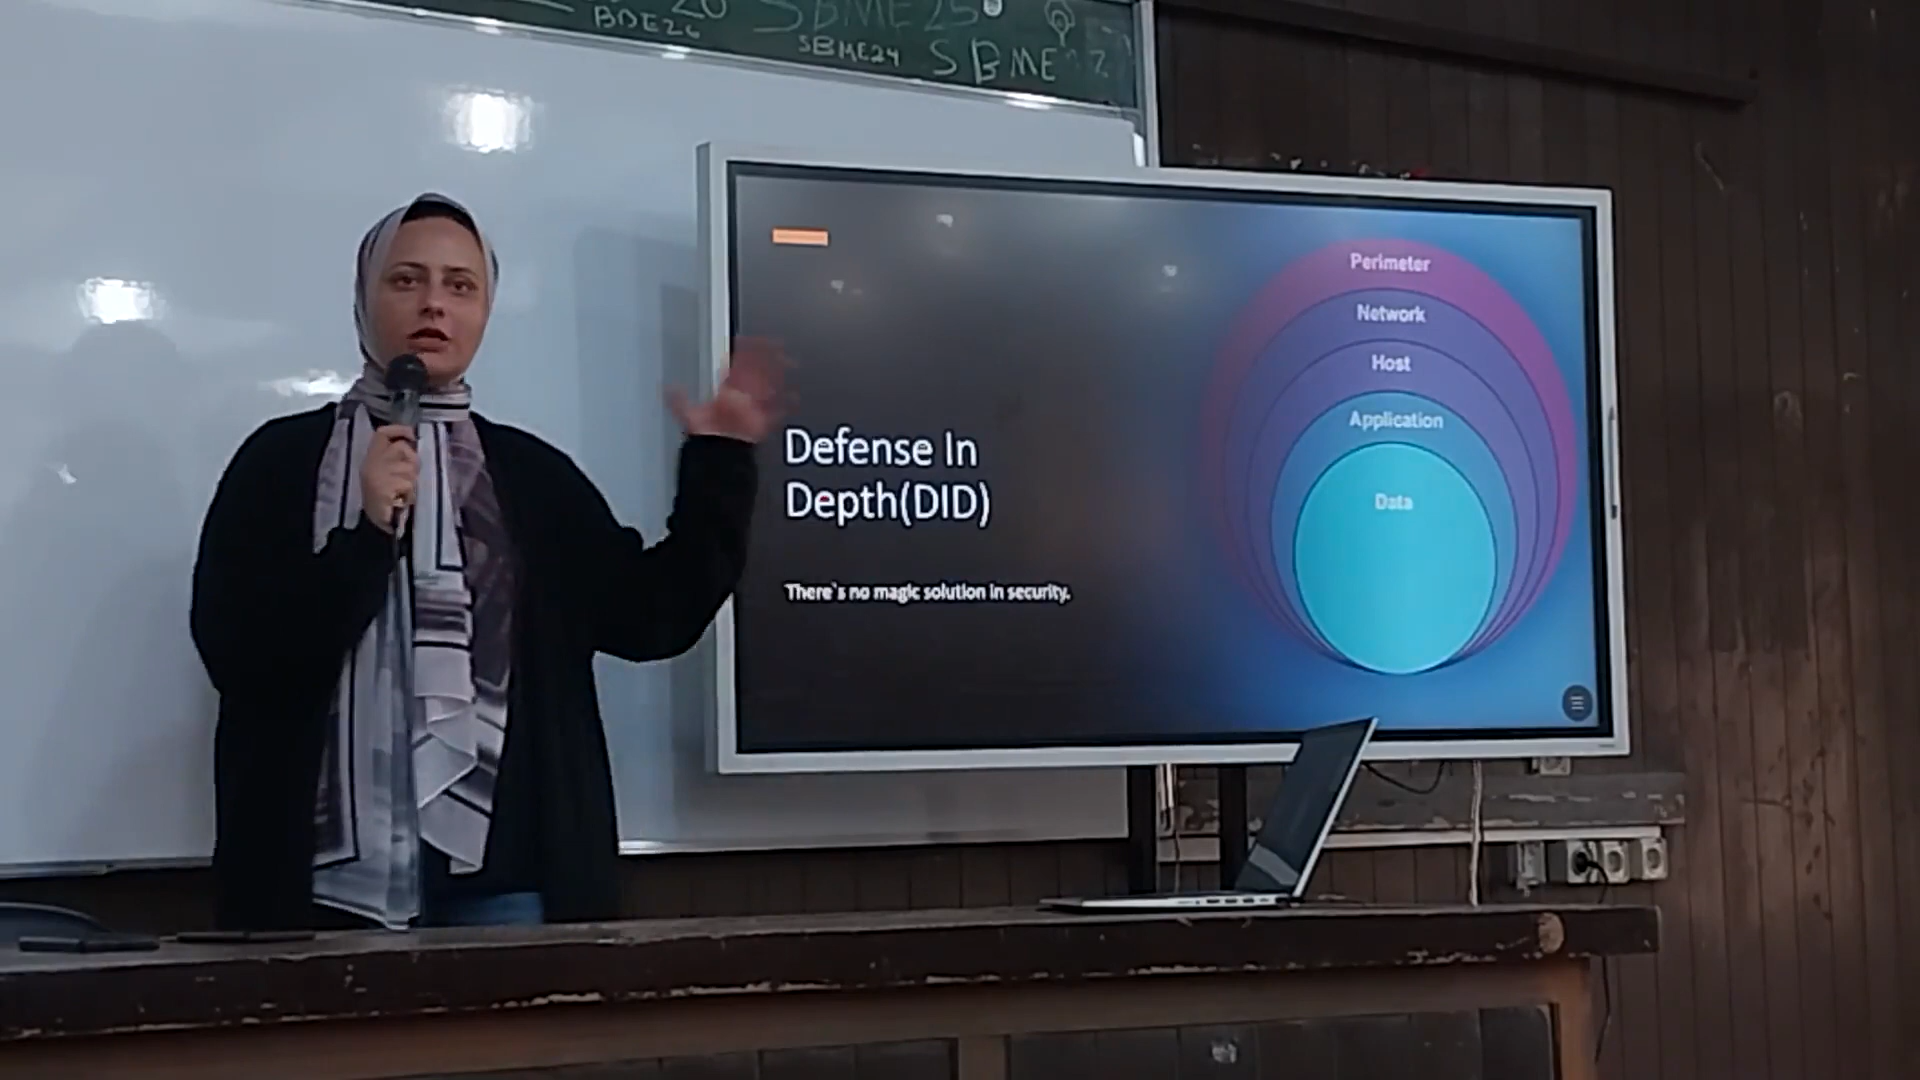 BDE26
SBME25
SBME24
SBME
Perimeter
Network
Host
Application
Data
Defense In
Depth(DID)
There`s no magic solution in security.